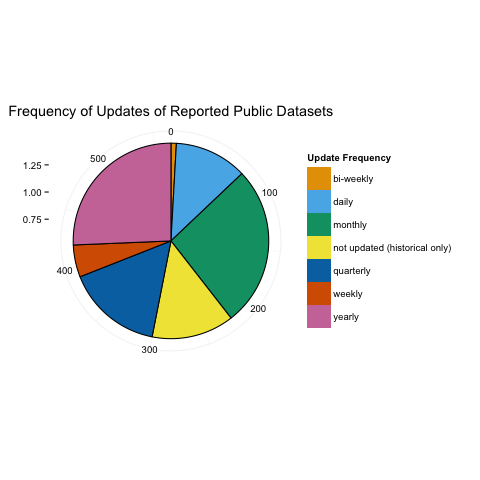 Frequency of Updates of Reported Public Datasets
0
500
100
1.25
1.00
0.75
400
200
300
Update Frequency
bi-weekly
daily
monthly
not updated (historical only)
quarterly
weekly
yearly